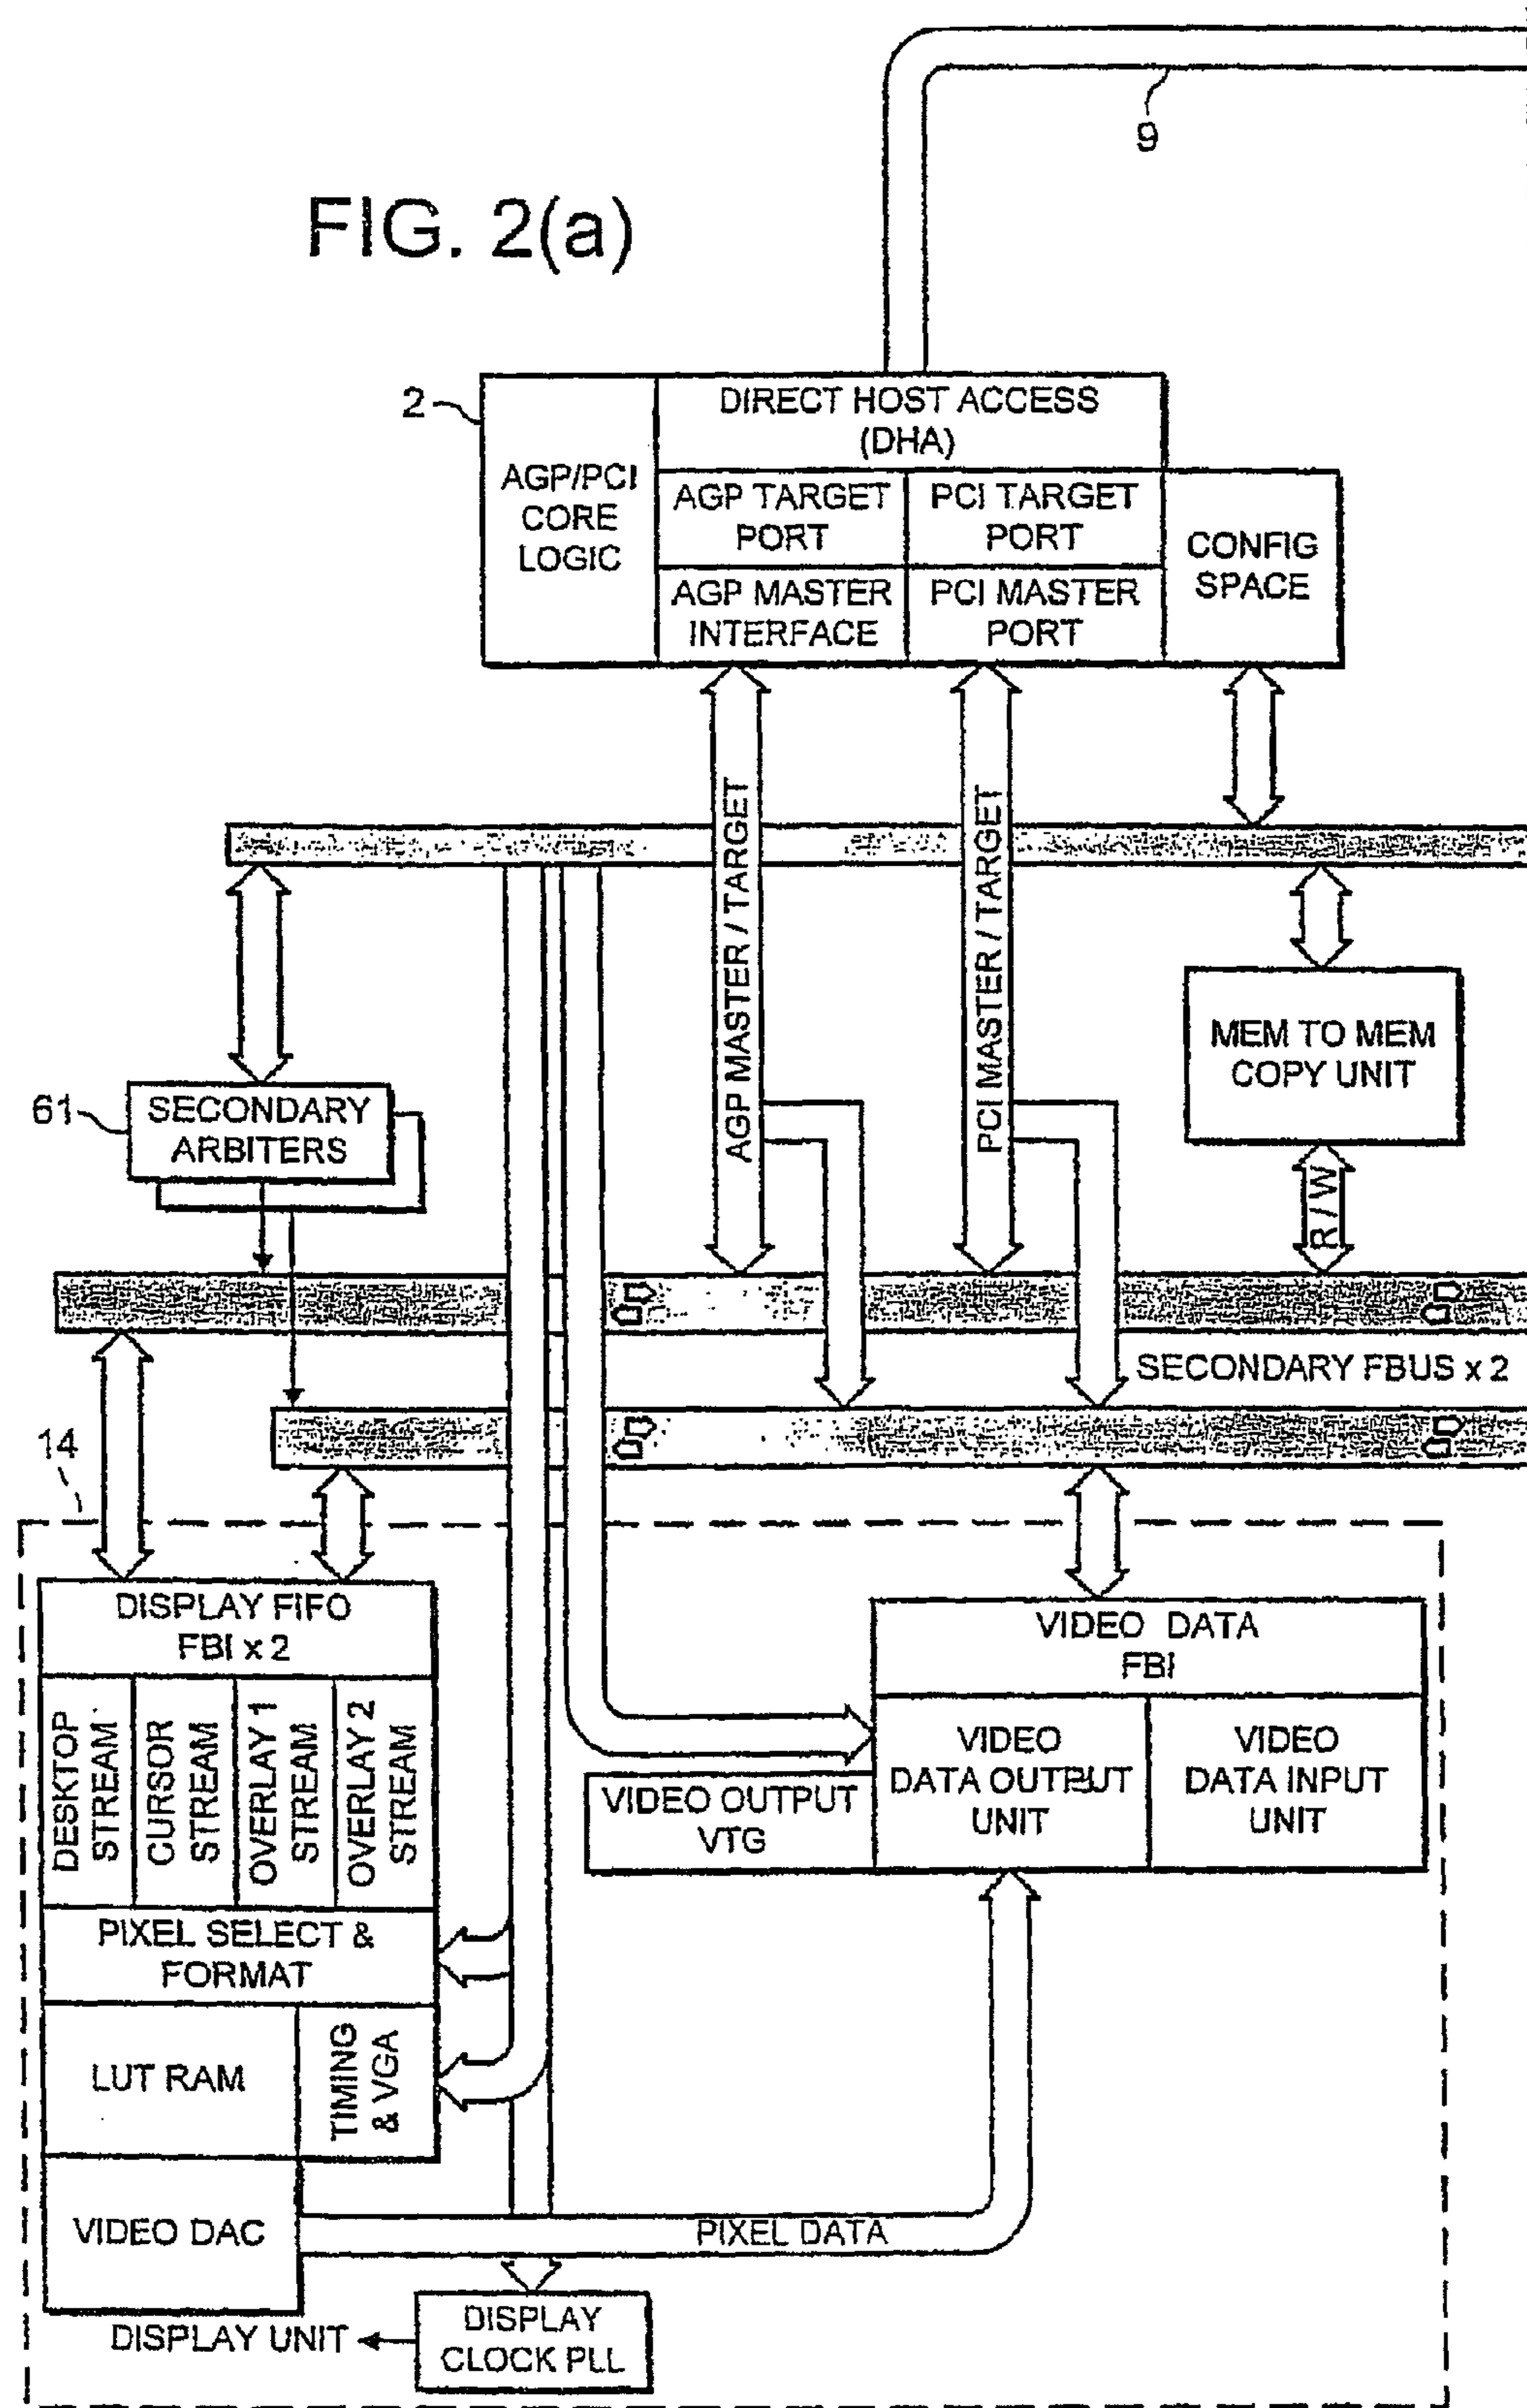 9
FIG. 2(a)
2
DIRECT HOST ACCESS
(DHA)
AGP/PCI
CORE
LOGIC
AGP TARGET
PORT
PCI TARGET
PORT
CONFIG
SPACE
AGP MASTER
INTERFACE
PCI MASTER
PORT
AGP MASTER / TARGET
PCI MASTER / TARGET
MEM TO MEM
COPY UNIT
61
SECONDARY
ARBITERS
R / W
SECONDARY FBUS x 2
14
DISPLAY FIFO
FBI x 2
VIDEO DATA
FBI
DESKTOP
STREAM
CURSOR
STREAM
OVERLAY 1
STREAM
OVERLAY 2
STREAM
VIDEO
DATA OUTPUT
UNIT
VIDEO
DATA INPUT
UNIT
VIDEO OUTPUT
VTG
PIXEL SELECT &
FORMAT
LUT RAM
TIMING
& VGA
VIDEO DAC
PIXEL DATA
DISPLAY UNIT
DISPLAY
CLOCK PLL